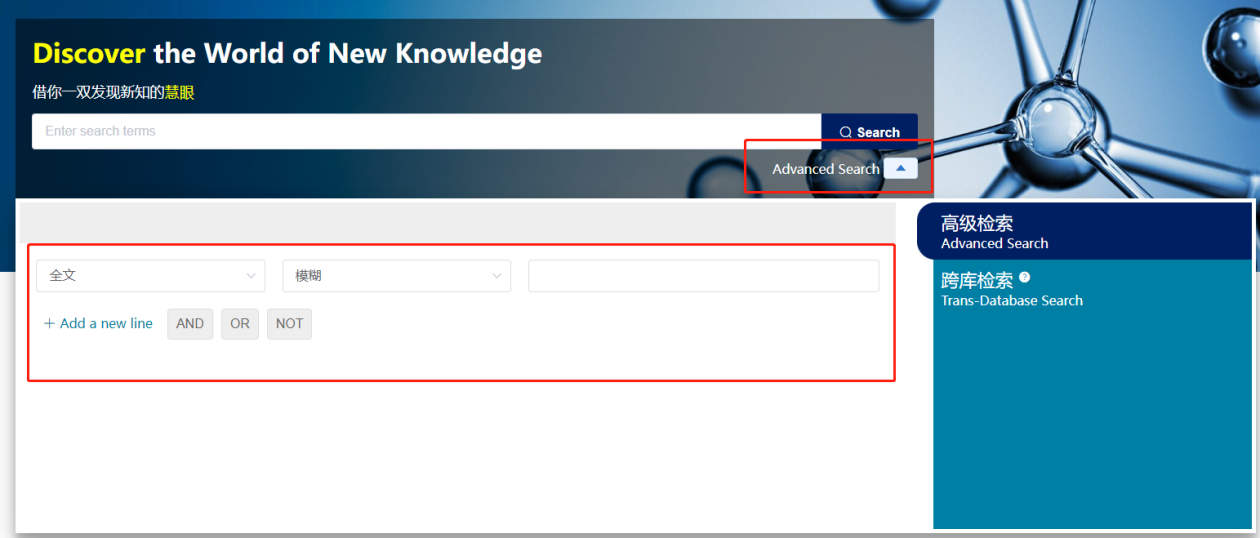 Discover the World of New Knowledge
借你一双发现新知的慧眼
Enter search terms
Search
Advanced Search
高级检索
Advanced Search
全文
模糊
跨库检索 ?
Trans-Database Search
+ Add a new line AND OR NOT